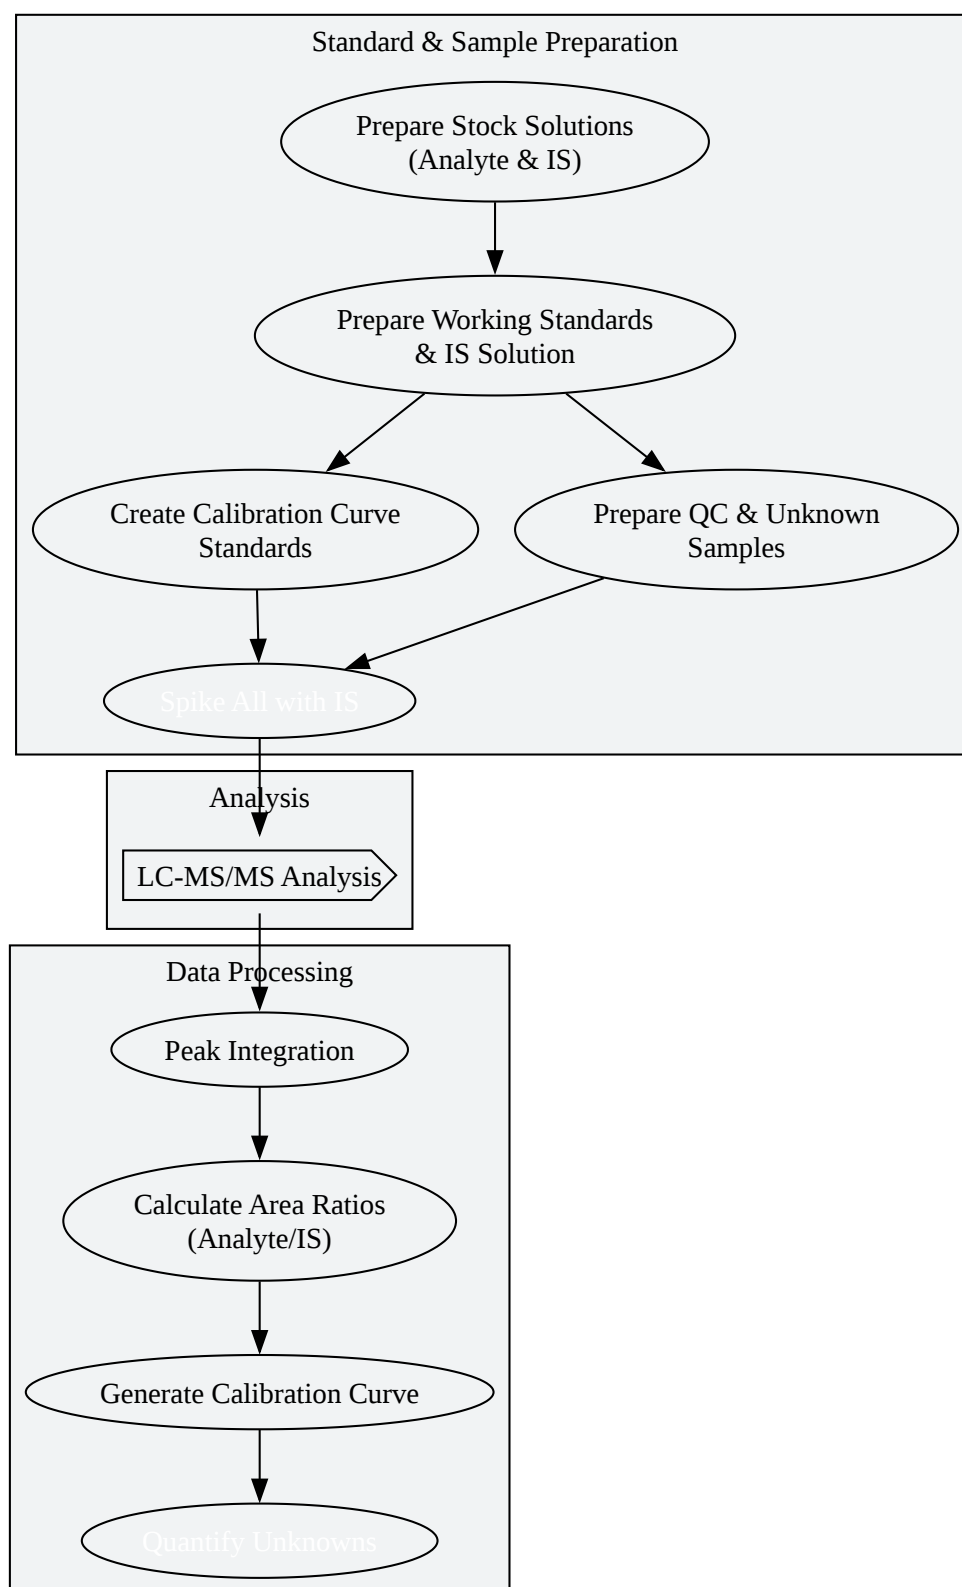 Standard & Sample Preparation
Prepare Stock Solutions
(Analyte & IS)
Prepare Working Standards
& IS Solution
Create Calibration Curve
Standards
Prepare QC & Unknown
Samples
Spike All with IS
Analysis
LC-MS/MS Analysis
Data Processing
Peak Integration
Calculate Area Ratios
(Analyte/IS)
Generate Calibration Curve
Quantify Unknowns